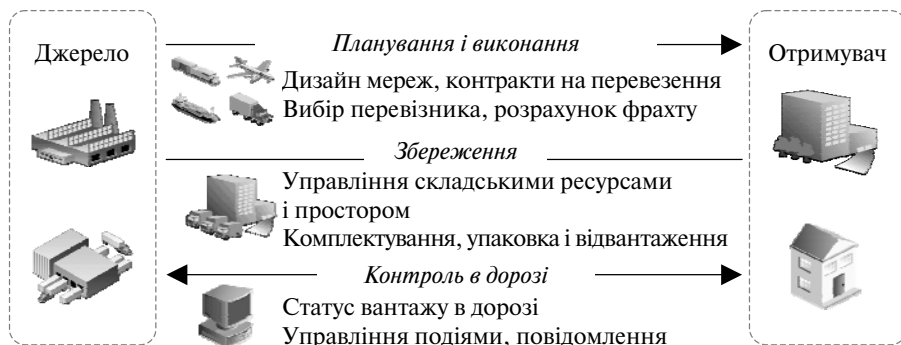 Джерело
Планування і виконання
Отримувач
Дизайн мереж, контракти на перевезення
Вибір перевізника, розрахунок фрахту
Збереження
Управління складськими ресурсами
і простором
Комплектування, упаковка і відвантаження
Контроль в дорозі
Статус вантажу в дорозі
Управління подіями, повідомлення